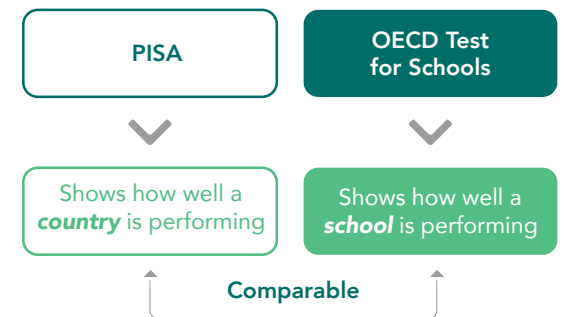 PISA
OECD Test
for Schools
Shows how well a
country is performing
Shows how well a
school is performing
Comparable